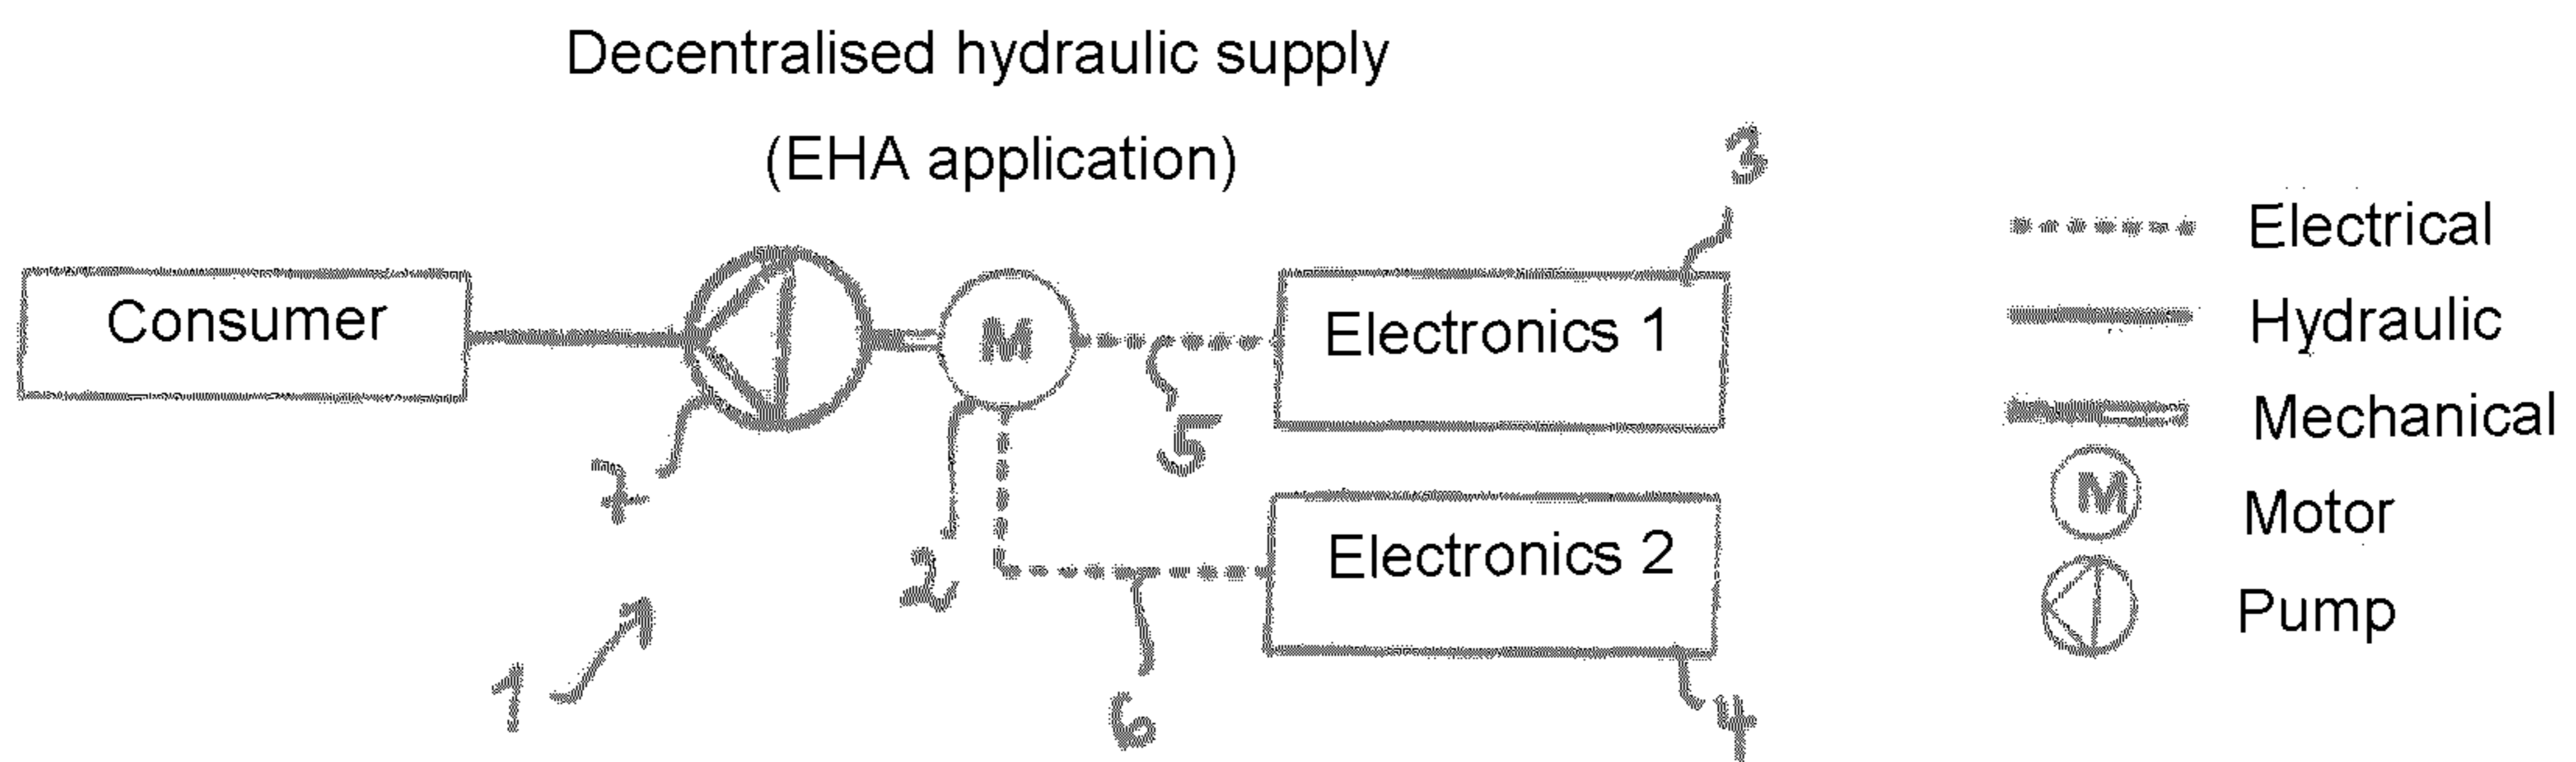 Decentralised hydraulic supply
(EHA application)
3
Electrical
Consumer
M
Electronics 1
Hydraulic
5
Mechanical
7
M
Motor
2
Electronics 2
Pump
1
6
4